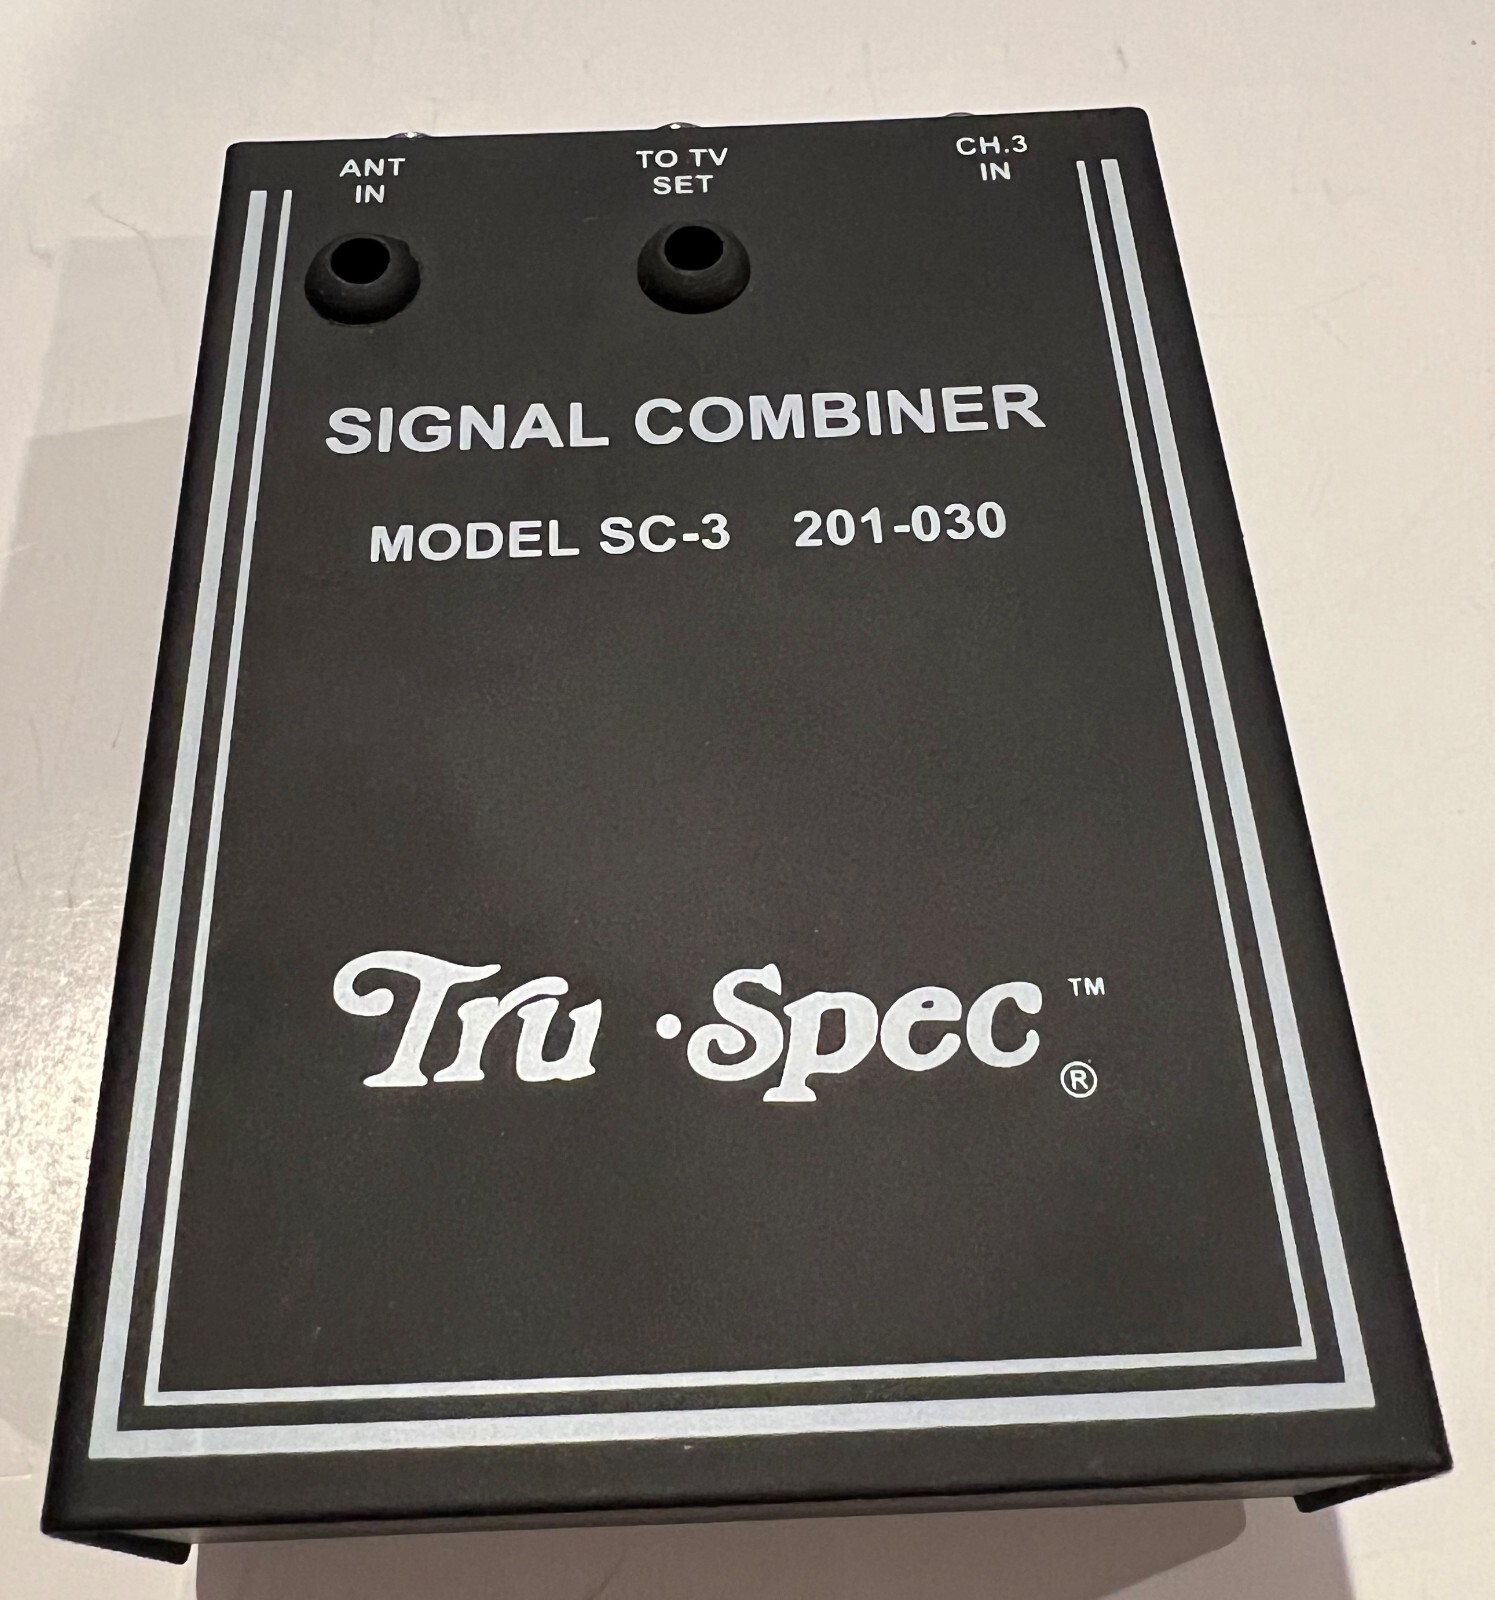 ANT
IN
TO TV
SET
CH.3
IN
SIGNAL COMBINER
MODEL SC-3 201-030
Tru·Spec ™
®